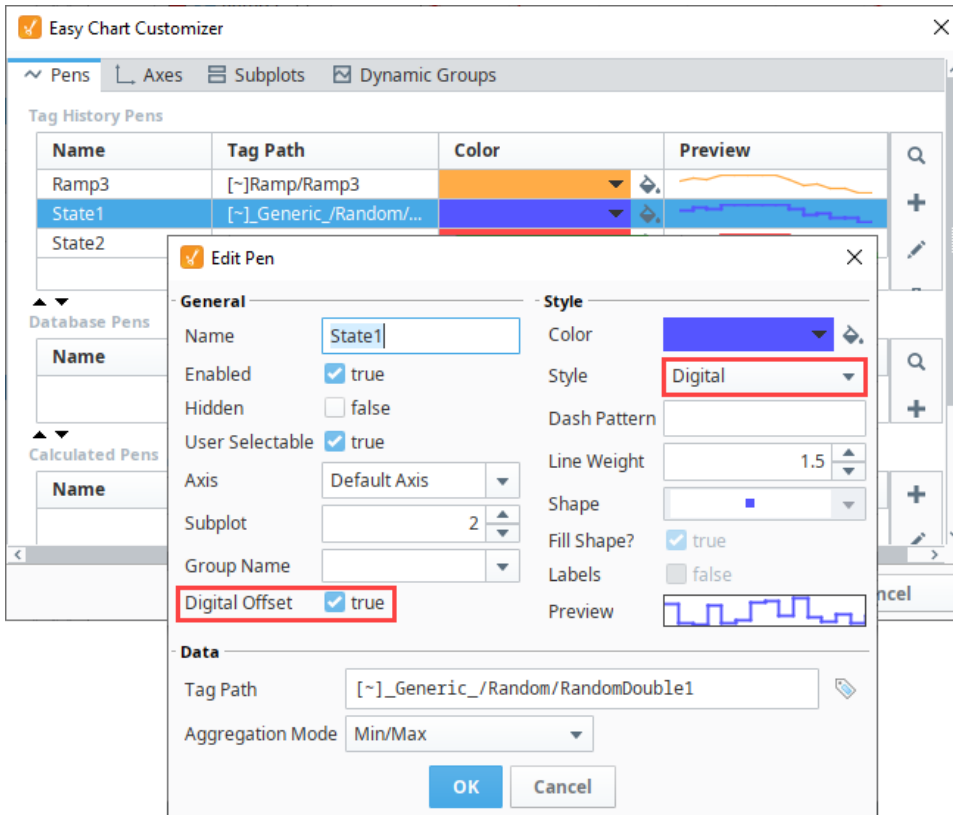 Easy Chart Customizer
Pens Axes Subplots Dynamic Groups
Tag History Pens
Name Tag Path Color Preview
Ramp3 [~]Ramp/Ramp3
State1 [~]_Generic_/Random/...
State2
Database Pens
Name
Calculated Pens
Name
ncel
Edit Pen
General
Name State1
Enabled true
Hidden false
User Selectable true
Axis Default Axis
Subplot 2
Group Name
Digital Offset true
Style
Color
Style Digital
Dash Pattern
Line Weight 1.5
Shape
Fill Shape? true
Labels false
Preview
Data
Tag Path [~]_Generic_/Random/RandomDouble1
Aggregation Mode Min/Max
OK Cancel